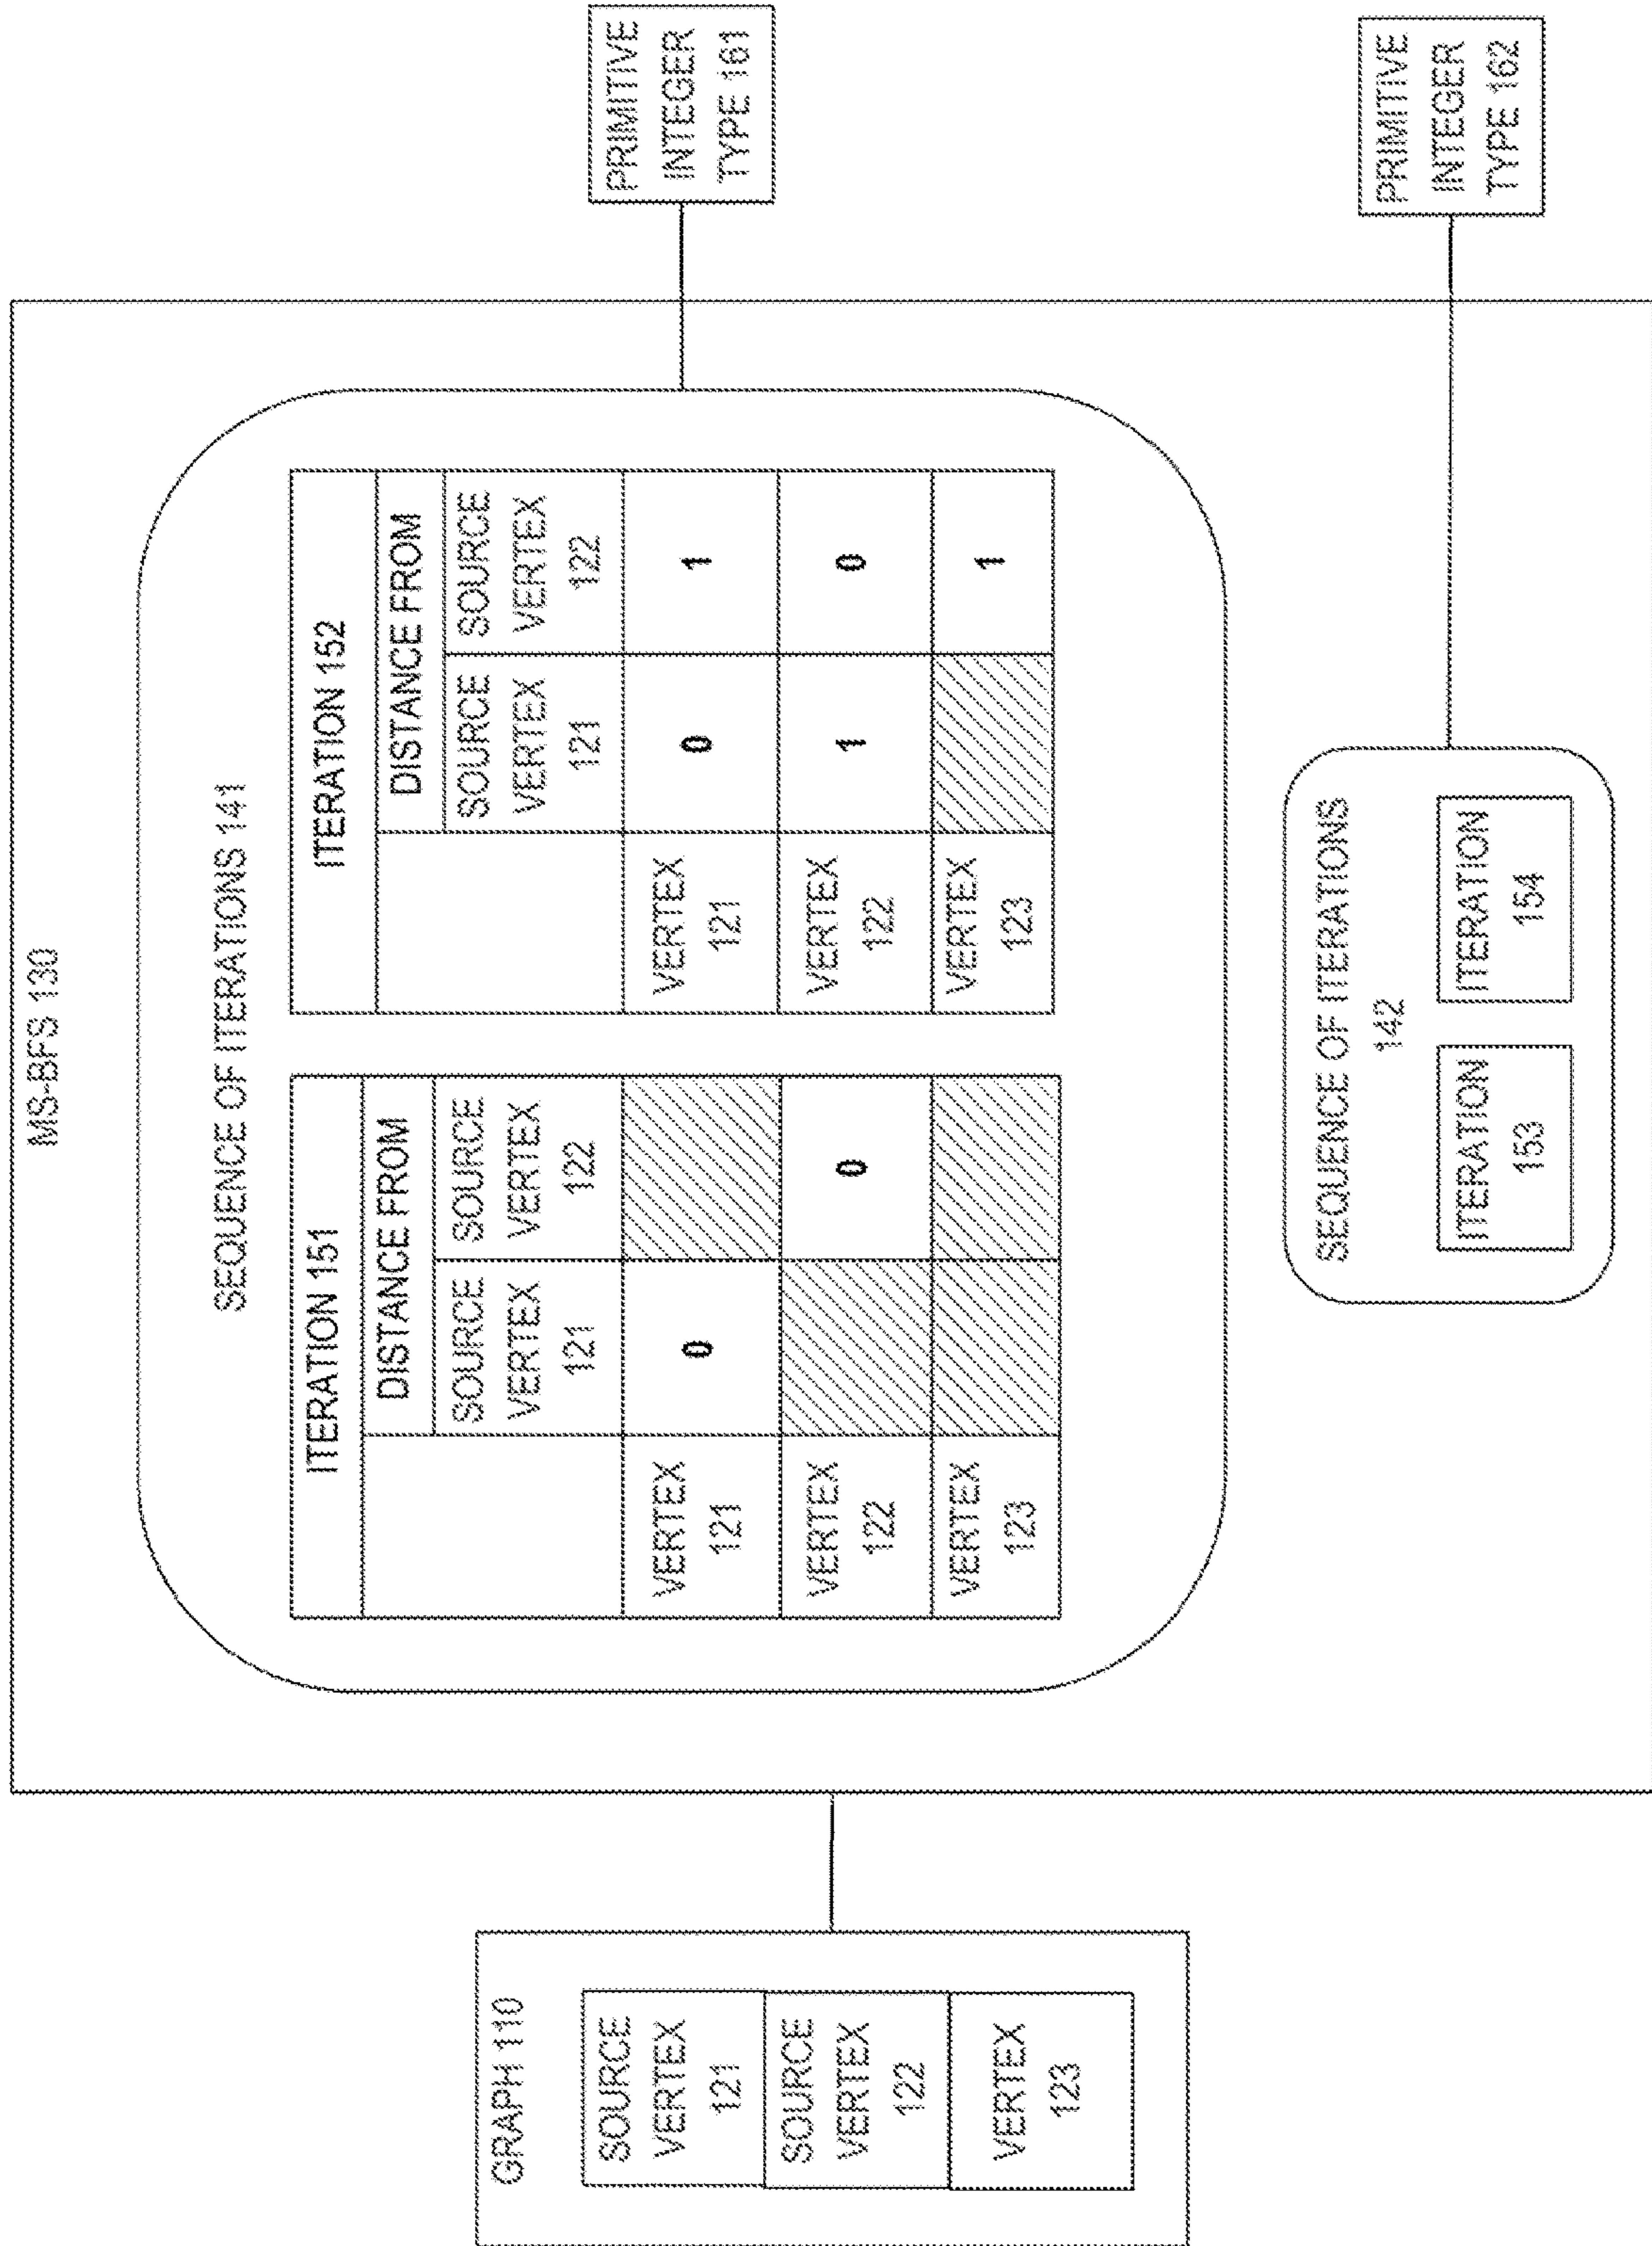 MS-BFS 130
GRAPH 110
SOURCE
VERTEX
121
SOURCE
VERTEX
122
VERTEX
123
SEQUENCE OF ITERATIONS 141
ITERATION 151
DISTANCE FROM
SOURCE
VERTEX
121
SOURCE
VERTEX
122
VERTEX
121
0
VERTEX
122
0
VERTEX
123
ITERATION 152
DISTANCE FROM
SOURCE
VERTEX
121
SOURCE
VERTEX
122
VERTEX
121
0
1
VERTEX
122
1
0
VERTEX
123
1
SEQUENCE OF ITERATIONS
142
ITERATION
153
ITERATION
154
PRIMITIVE
INTEGER
TYPE 161
PRIMITIVE
INTEGER
TYPE 162